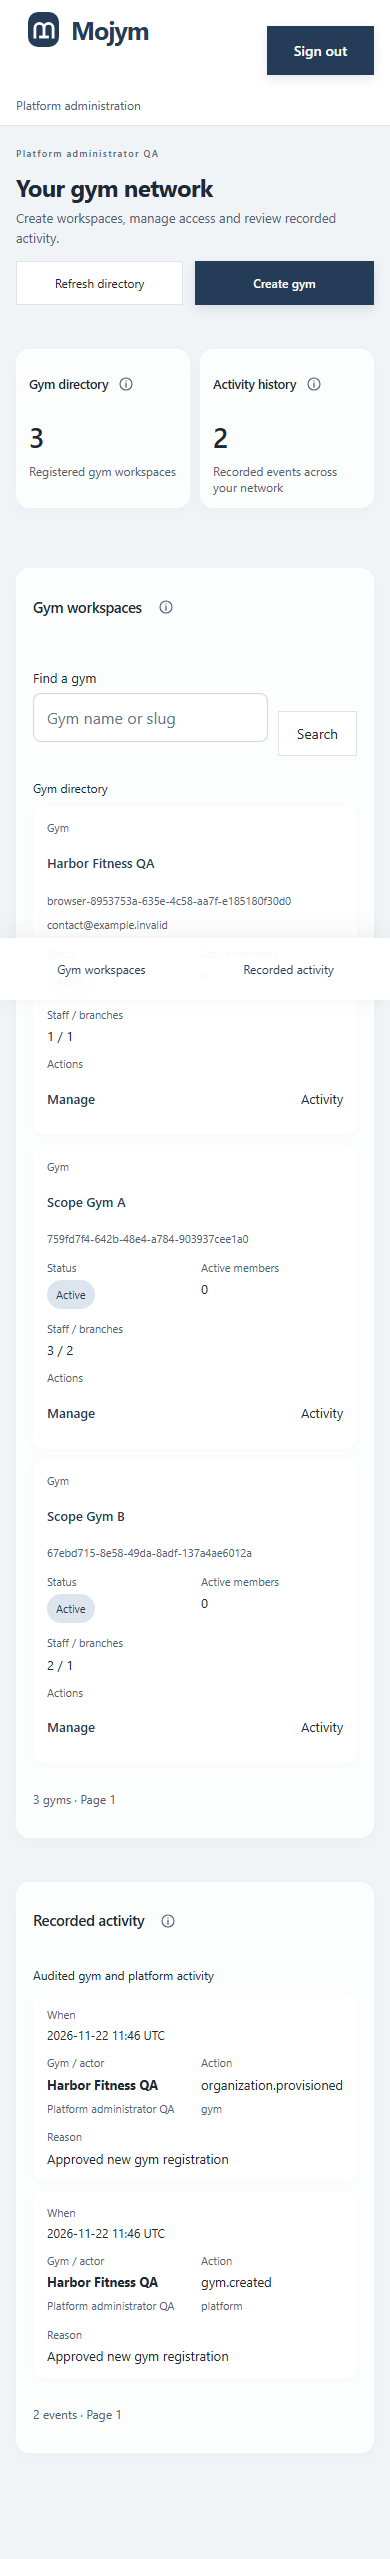 Mojym
Sign out
Platform administration
Platform administrator QA
Your gym network
Create workspaces, manage access and review recorded
activity.
Refresh directory
Create gym
Gym directory
3
Registered gym workspaces
Activity history
2
Recorded events across
your network
Gym workspaces
Find a gym
Gym name or slug
Search
Gym directory
Gym
Harbor Fitness QA
browser-8953753a-635e-4c58-aa7f-e185180f30d0
contact@example.invalid
Gym workspaces
Recorded activity
Staff / branches
1 / 1
Actions
Manage
Activity
Gym
Scope Gym A
759fd7f4-642b-48e4-a784-903937cee1a0
Status
Active members
Active
0
Staff / branches
3 / 2
Actions
Manage
Activity
Gym
Scope Gym B
67ebd715-8e58-49da-8adf-137a4ae6012a
Status
Active members
Active
0
Staff / branches
2 / 1
Actions
Manage
Activity
3 gyms · Page 1
Recorded activity
Audited gym and platform activity
When
2026-11-22 11:46 UTC
Gym / actor
Action
Harbor Fitness QA
organization.provisioned
Platform administrator QA
gym
Reason
Approved new gym registration
When
2026-11-22 11:46 UTC
Gym / actor
Action
Harbor Fitness QA
gym.created
Platform administrator QA
platform
Reason
Approved new gym registration
2 events · Page 1